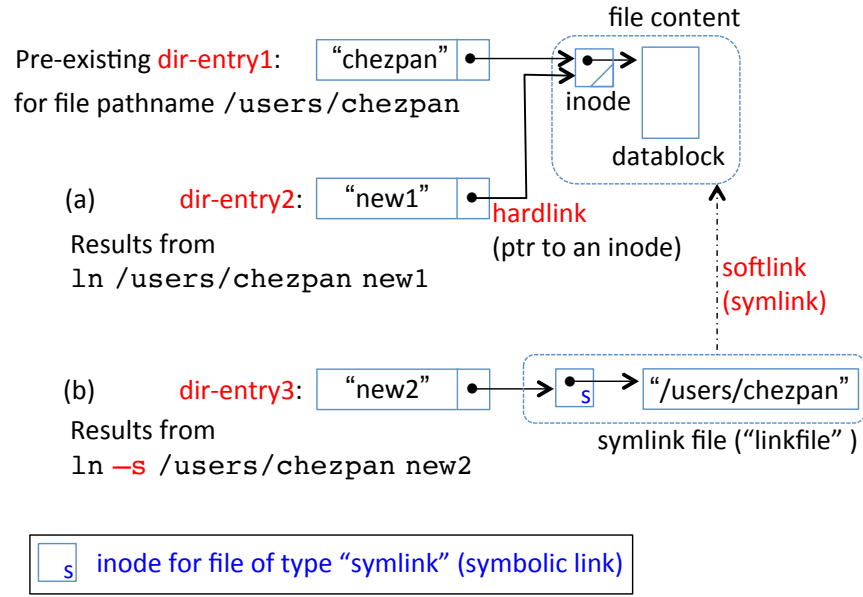 file content
Pre-existing dir-entry1: “chezpan”
for file pathname /users/chezpan
inode
datablock
(a) dir-entry2: “new1”
hardlink
(ptr to an inode)
Results from
ln /users/chezpan new1
softlink
(symlink)
(b) dir-entry3: “new2”
s “/users/chezpan”
symlink file (“linkfile” )
Results from
ln –s /users/chezpan new2
s inode for file of type “symlink” (symbolic link)